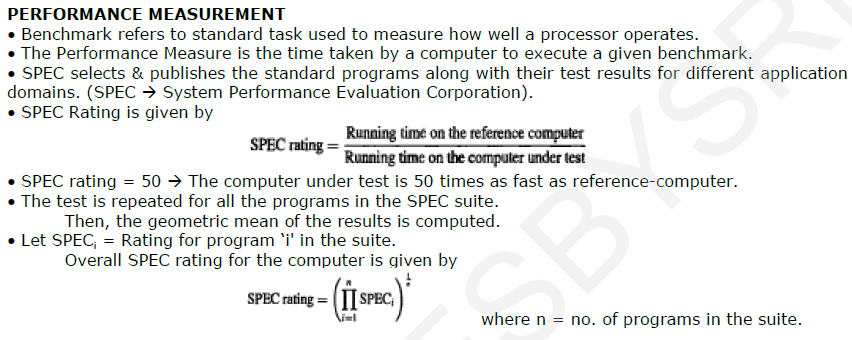 PERFORMANCE MEASUREMENT
• Benchmark refers to standard task used to measure how well a processor operates.
• The Performance Measure is the time taken by a computer to execute a given benchmark.
• SPEC selects & publishes the standard programs along with their test results for different application
domains. (SPEC → System Performance Evaluation Corporation).
• SPEC Rating is given by
SPEC rating = Running time on the reference computer / Running time on the computer under test
• SPEC rating = 50 → The computer under test is 50 times as fast as reference-computer.
• The test is repeated for all the programs in the SPEC suite.
Then, the geometric mean of the results is computed.
• Let SPECᵢ = Rating for program 'i' in the suite.
Overall SPEC rating for the computer is given by
SPEC rating = (∏ⁿᵢ₌₁ SPECᵢ)^(1/n)
where n = no. of programs in the suite.
ESBYSRI